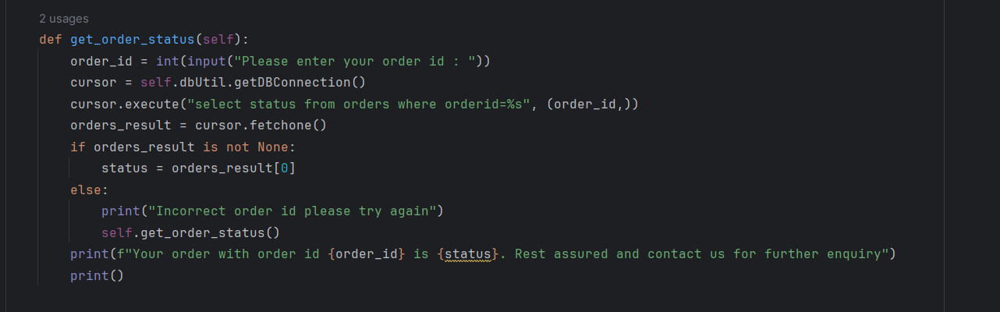 2 usages
def get_order_status(self):
order_id = int(input("Please enter your order id : "))
cursor = self.dbUtil.getDBConnection()
cursor.execute("select status from orders where orderid=%s", (order_id,))
orders_result = cursor.fetchone()
if orders_result is not None:
status = orders_result[0]
else:
print("Incorrect order id please try again")
self.get_order_status()
print(f"Your order with order id {order_id} is {status}. Rest assured and contact us for further enquiry")
print()